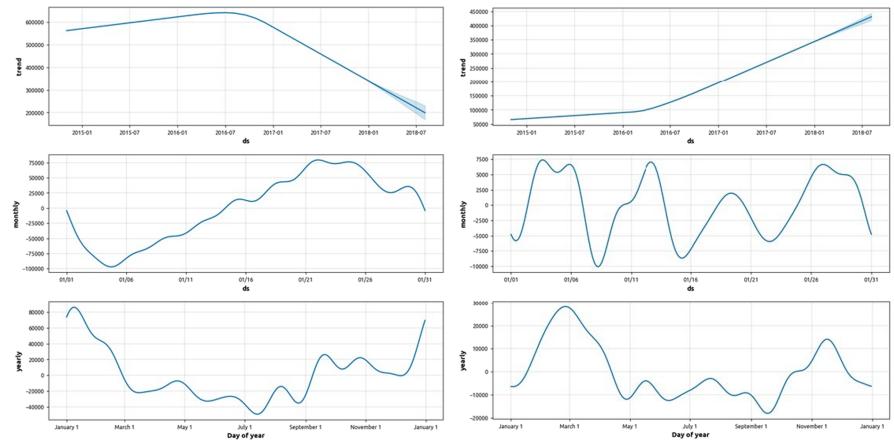 trend
600000
500000
400000
300000
200000
2015-01 2015-07 2016-01 2016-07 2017-01 2017-07 2018-01 2018-07
ds
trend
450000
400000
350000
300000
250000
200000
150000
100000
50000
2015-01 2015-07 2016-01 2016-07 2017-01 2017-07 2018-01 2018-07
ds
monthly
75000
50000
25000
0
−25000
−50000
−75000
−100000
01/01 01/06 01/11 01/16 01/21 01/26 01/31
ds
monthly
7500
5000
2500
0
−2500
−5000
−7500
−10000
01/01 01/06 01/11 01/16 01/21 01/26 01/31
ds
yearly
80000
60000
40000
20000
0
−20000
−40000
January 1 March 1 May 1 July 1 September 1 November 1 January 1
Day of year
yearly
30000
20000
10000
0
−10000
−20000
January 1 March 1 May 1 July 1 September 1 November 1 January 1
Day of year